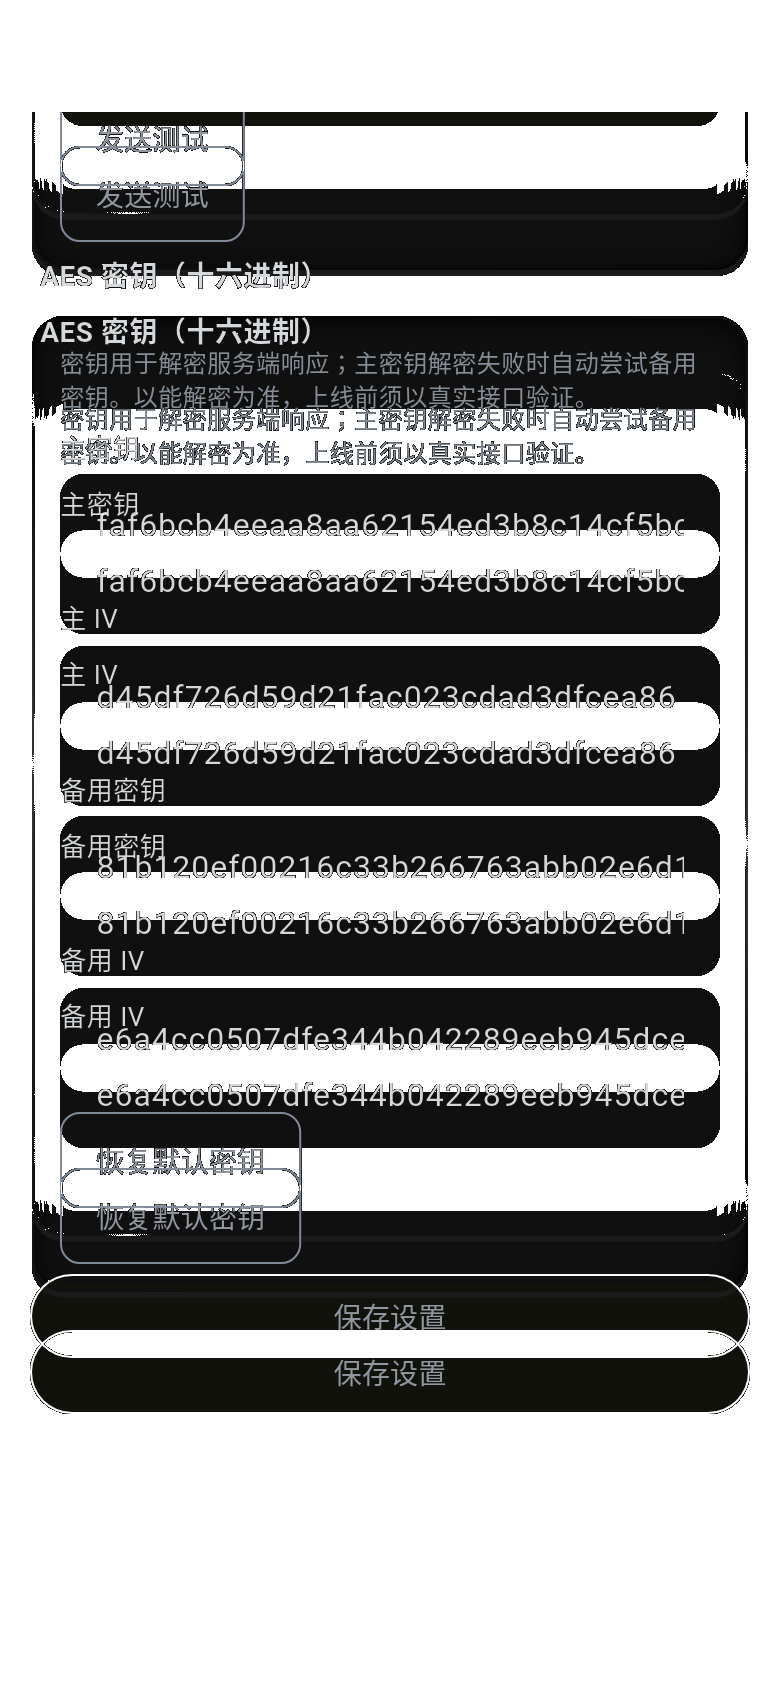 发送测试
发送测试
AES 密钥（十六进制）
AES 密钥（十六进制）
密钥用于解密服务端响应；主密钥解密失败时自动尝试备用
密钥。以能解密为准，上线前须以真实接口验证。
密钥用于解密服务端响应；主密钥解密失败时自动尝试备用
主密钥
密钥。以能解密为准，上线前须以真实接口验证。
主密钥
faf6bcb4eeaa8aa62154ed3b8c14cf5bc
faf6bcb4eeaa8aa62154ed3b8c14cf5bc
主 IV
主 IV
d45df726d59d21fac023cdad3dfcea86
d45df726d59d21fac023cdad3dfcea86
备用密钥
备用密钥
81b120ef00216c33b266763abb02e6d1
81b120ef00216c33b266763abb02e6d1
备用 IV
备用 IV
e6a4cc0507dfe344b042289eeb945dce
e6a4cc0507dfe344b042289eeb945dce
恢复默认密钥
恢复默认密钥
保存设置
保存设置